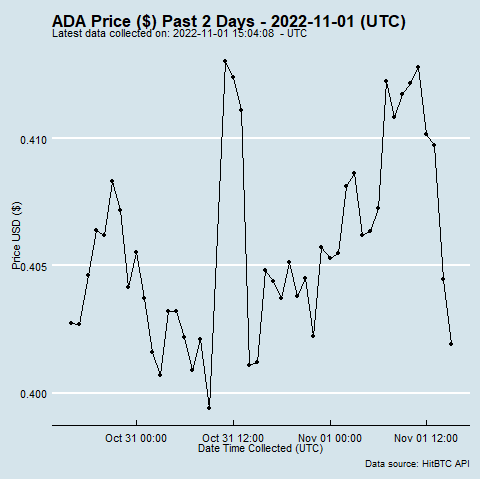 ADA Price ($) Past 2 Days - 2022-11-01 (UTC)
Latest data collected on: 2022-11-01 15:04:08 - UTC
0.410
0.405
0.400
Price USD ($)
Oct 31 00:00
Oct 31 12:00
Nov 01 00:00
Nov 01 12:00
Date Time Collected (UTC)
Data source: HitBTC API